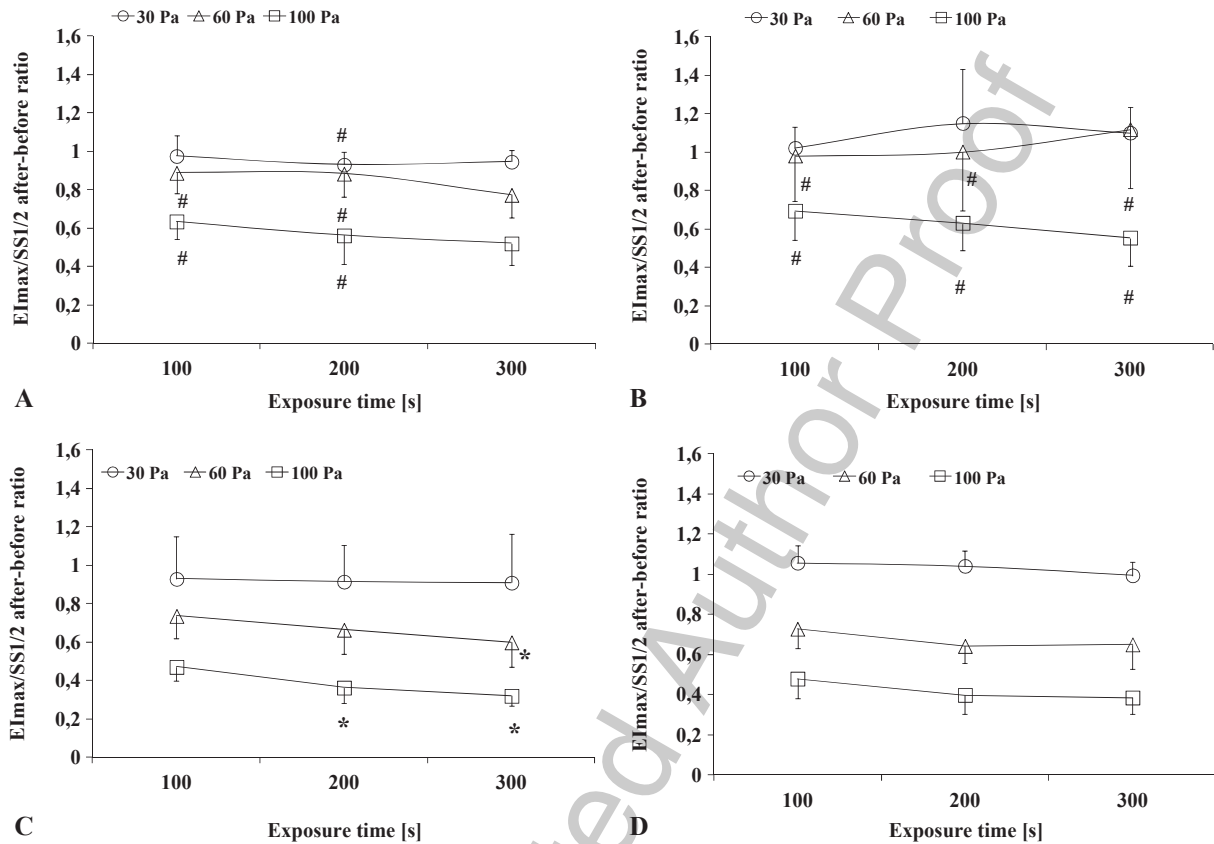 30 Pa 60 Pa 100 Pa
1,6
1,4
1,2
1
0,8
0,6
0,4
0,2
0
EImax/SS1/2 after-before ratio
#
#
#
#
#
100 200 300
Exposure time [s]
A
30 Pa 60 Pa 100 Pa
1,6
1,4
1,2
1
0,8
0,6
0,4
0,2
0
EImax/SS1/2 after-before ratio
#
#
#
#
#
#
100 200 300
Exposure time [s]
B
30 Pa 60 Pa 100 Pa
1,6
1,4
1,2
1
0,8
0,6
0,4
0,2
0
EImax/SS1/2 after-before ratio
*
*
*
100 200 300
Exposure time [s]
C
30 Pa 60 Pa 100 Pa
1,6
1,4
1,2
1
0,8
0,6
0,4
0,2
0
EImax/SS1/2 after-before ratio
100 200 300
Exposure time [s]
D
Author Proof